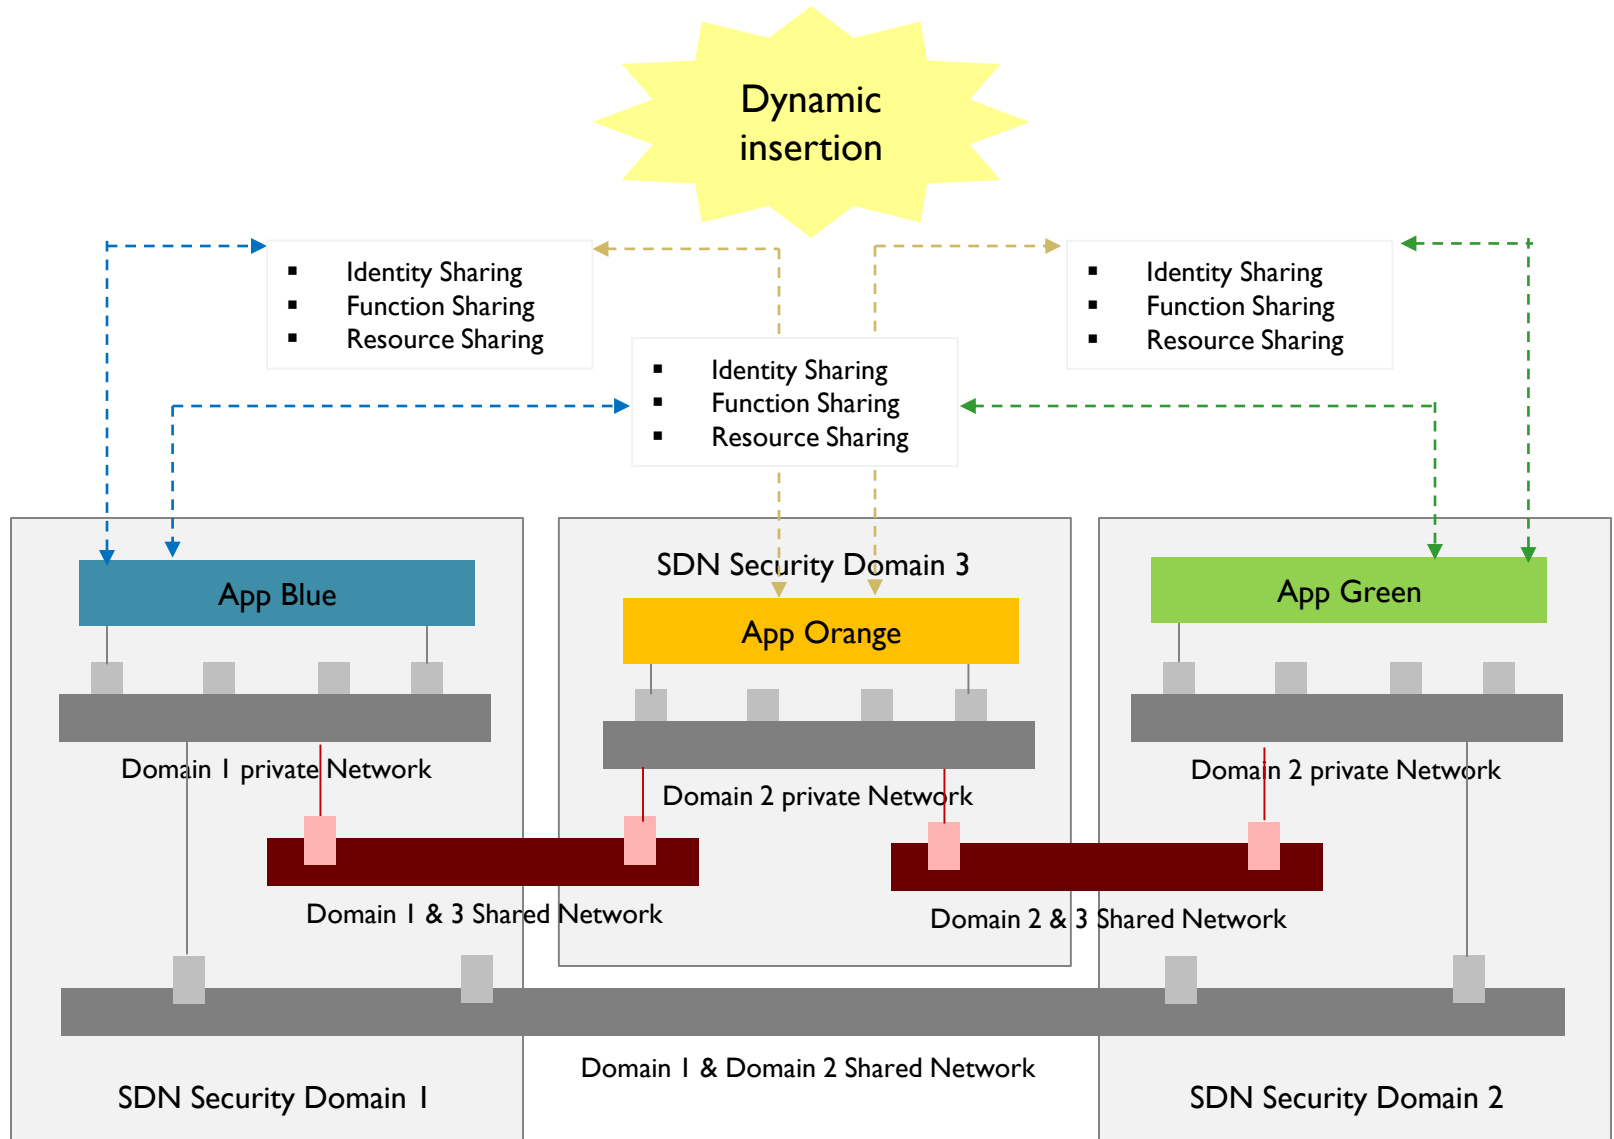 Dynamic
insertion
▪ Identity Sharing
▪ Function Sharing
▪ Resource Sharing
▪ Identity Sharing
▪ Function Sharing
▪ Resource Sharing
▪ Identity Sharing
▪ Function Sharing
▪ Resource Sharing
App Blue
Domain 1 private Network
SDN Security Domain 3
App Orange
Domain 2 private Network
App Green
Domain 2 private Network
Domain 1 & 3 Shared Network
Domain 2 & 3 Shared Network
Domain 1 & Domain 2 Shared Network
SDN Security Domain 1
SDN Security Domain 2